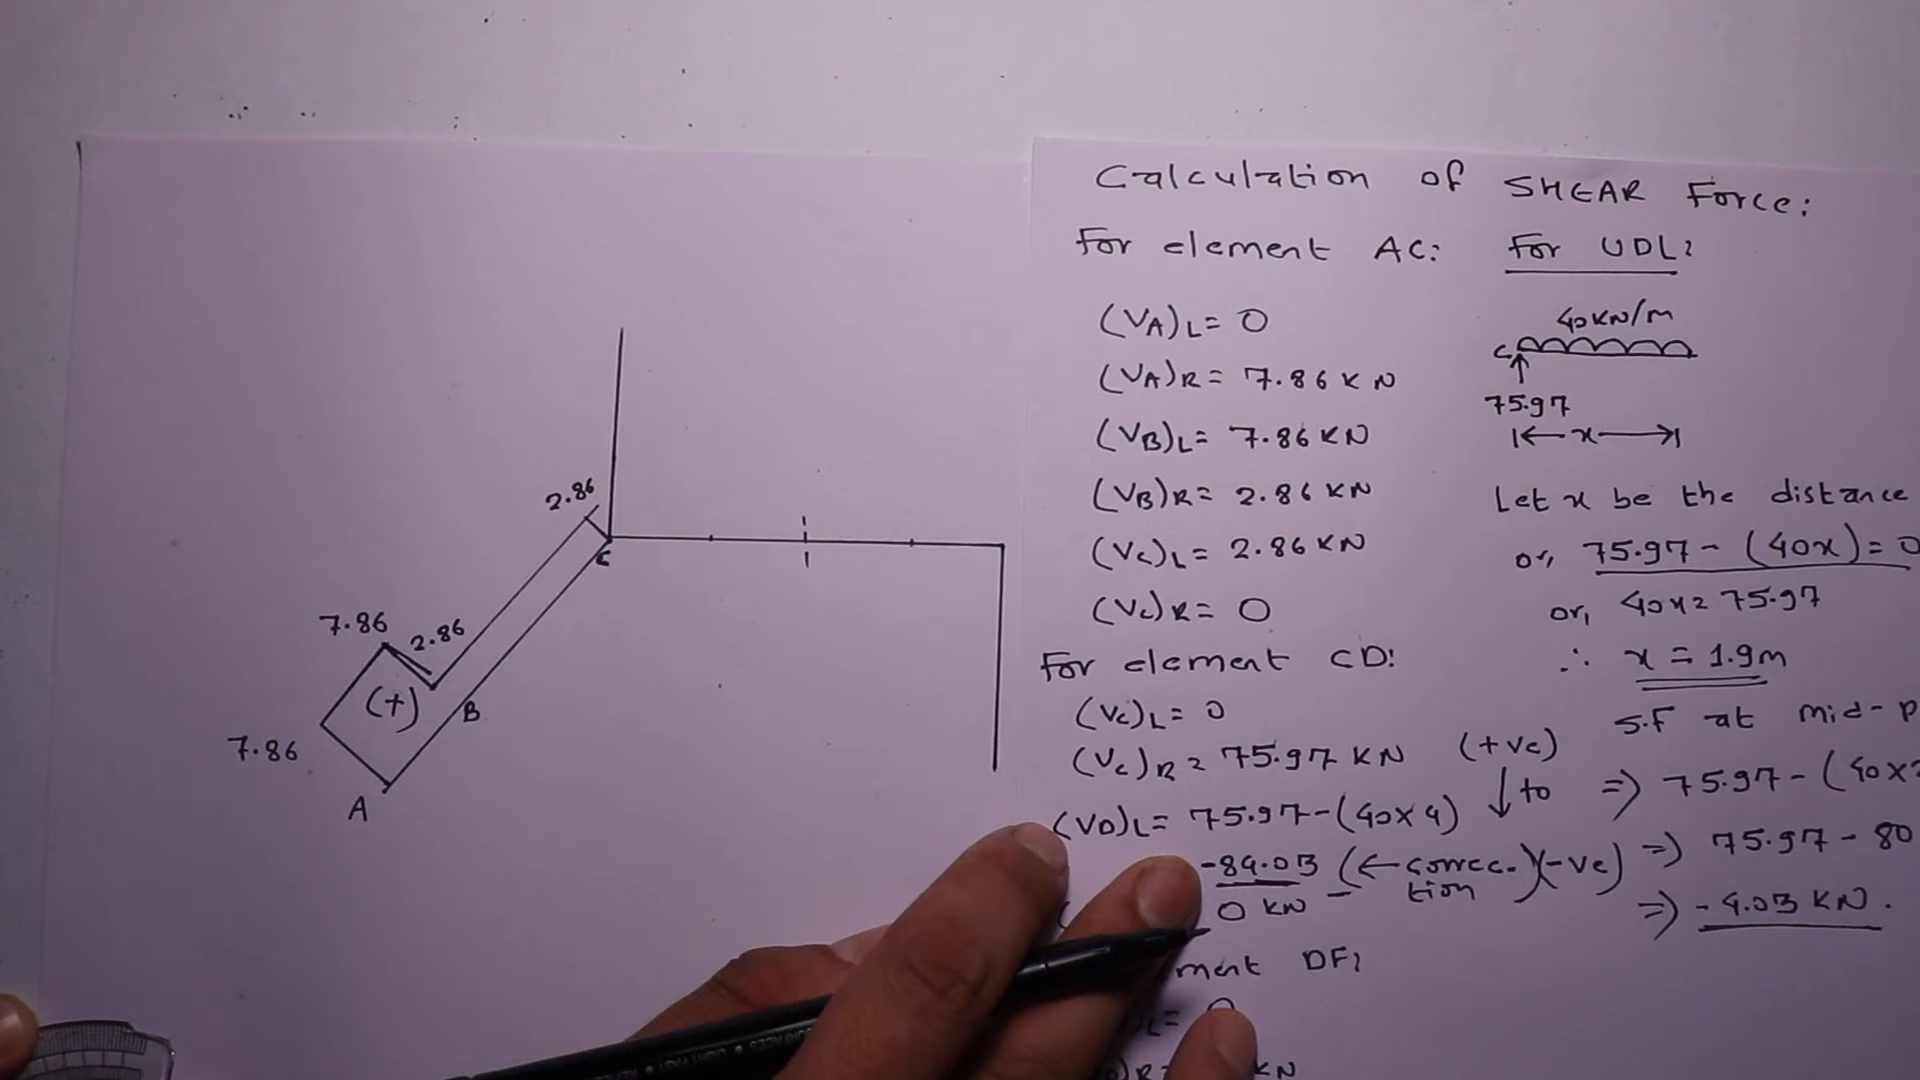 Calculation of SHEAR Force:
For element AC:
(VA)L = 0
(VA)R = 7.86 KN
(VB)L = 7.86 KN
(VB)R = 2.86 KN
(VC)L = 2.86 KN
(VC)R = 0
For element CD:
(VC)L = 0
(VC)R = 75.97 KN (+ve)
(VD)L = 75.97 - (40x4) ↓ to
-84.03 (← correction) (-ve)
0 KN
ment DF:
L = 0
KN
For UDL:
40 KN/m
C
75.97
x
Let x be the distance
or, 75.97 - (40x) = 0
or, 40x = 75.97
∴ x = 1.9m
S.F at mid-p
=> 75.97 - (40x2
=> 75.97 - 80
=> -4.03 KN.
2.86
C
7.86
2.86
(+)
B
7.86
A